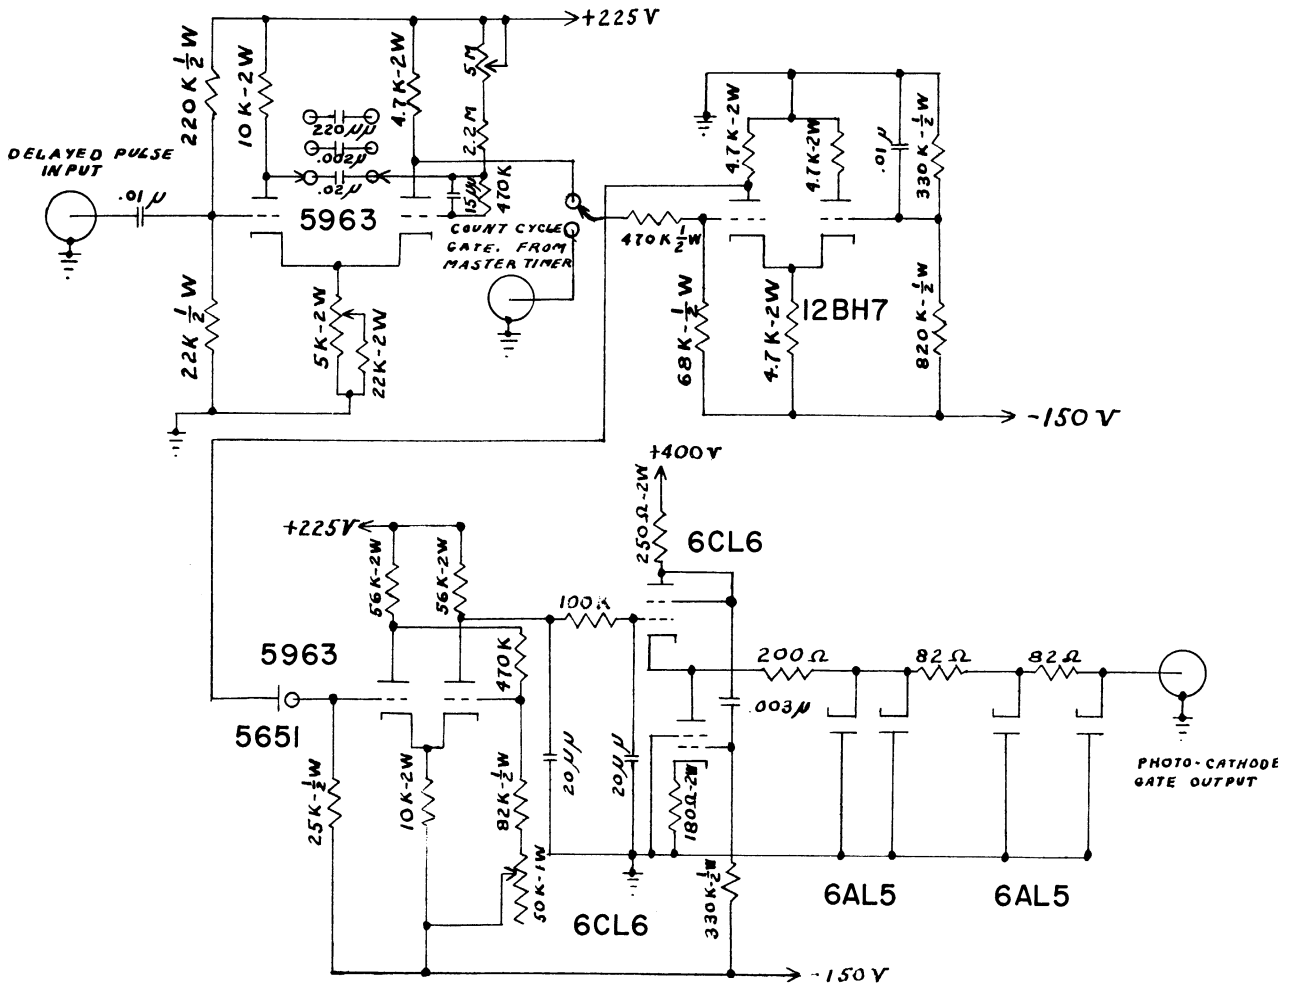 +225 V
220K ½W
10K-2W
4.7K-2W
5M
2.2M
470K
220µµ
.002µ
.02µ
15µµ
DELAYED PULSE
INPUT
.01 µ
5963
COUNT CYCLE
GATE. FROM
MASTER TIMER
22K ½W
5K-2W
22K-2W
470K ½W
4.7K-2W
4.7K-2W
.01µ
330K-½W
68K-½W
4.7K-2W
12BH7
820K-½W
-150 V
+400V
250Ω-2W
6CL6
+225V
56K-2W
56K-2W
100K
5963
5651
470K
25K-½W
10K-2W
82K-½W
50K-1W
20µµ
20µµ
180Ω-2W
.003µ
330K-½W
6CL6
200Ω
82Ω
82Ω
6AL5
6AL5
PHOTO-CATHODE
GATE OUTPUT
-150V